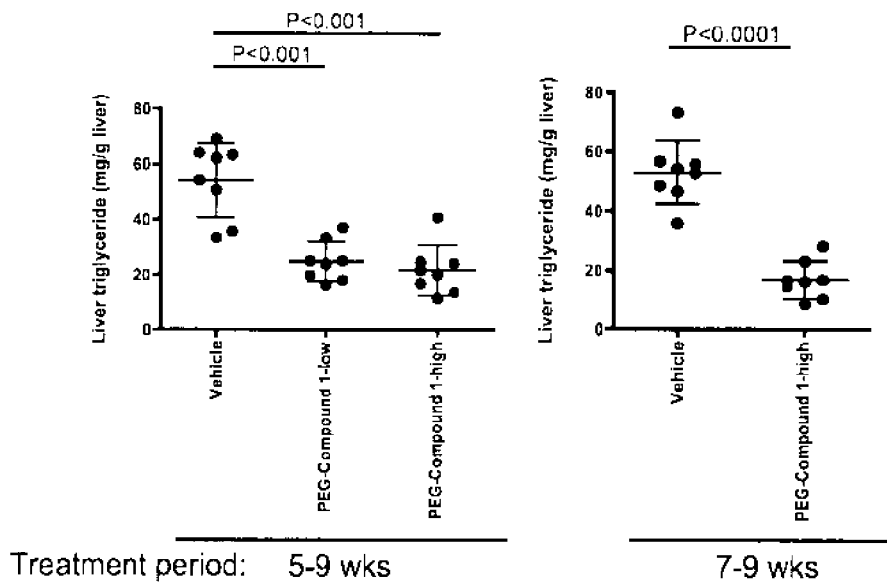 P<0.001
P<0.001
Liver triglyceride (mg/g liver)
80
60
40
20
0
Vehicle
PEG-Compound 1-low
PEG-Compound 1-high
P<0.0001
Liver triglyceride (mg/g liver)
80
60
40
20
0
Vehicle
PEG-Compound 1-high
Treatment period: 5-9 wks 7-9 wks